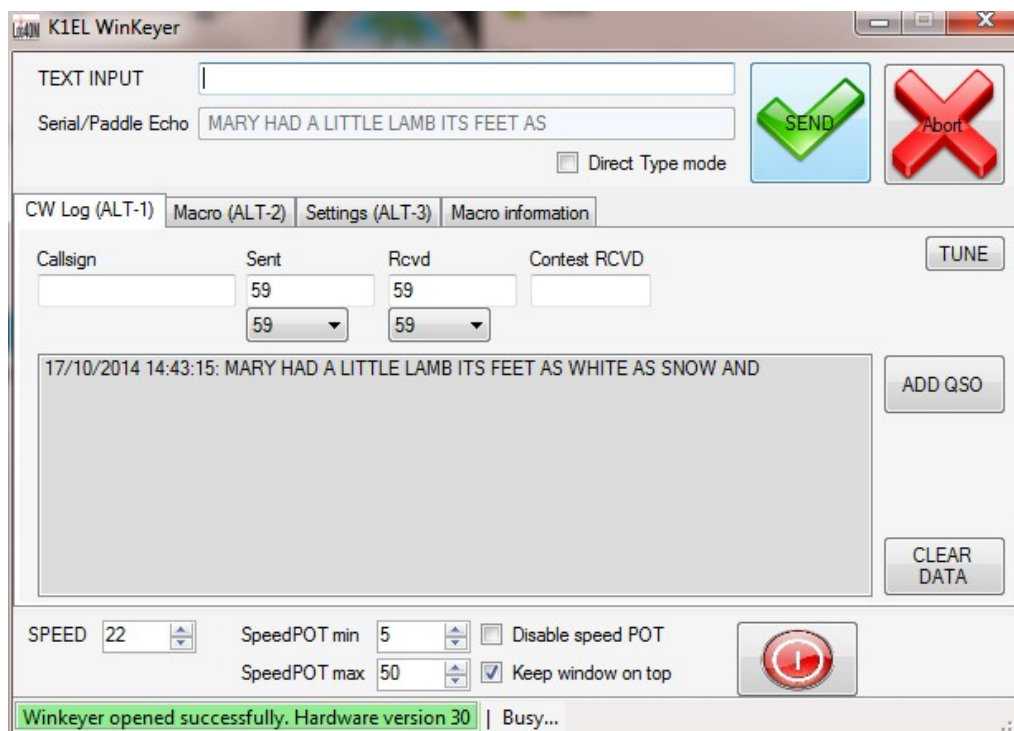 K1EL WinKeyer
TEXT INPUT
SEND
Abort
Serial/Paddle Echo MARY HAD A LITTLE LAMB ITS FEET AS
Direct Type mode
CW Log (ALT-1) Macro (ALT-2) Settings (ALT-3) Macro information
Callsign Sent Rcvd Contest RCVD TUNE
59 59
59 59
17/10/2014 14:43:15: MARY HAD A LITTLE LAMB ITS FEET AS WHITE AS SNOW AND
ADD QSO
CLEAR
DATA
SPEED 22 SpeedPOT min 5 Disable speed POT
SpeedPOT max 50 Keep window on top
Winkeyer opened successfully. Hardware version 30 | Busy...